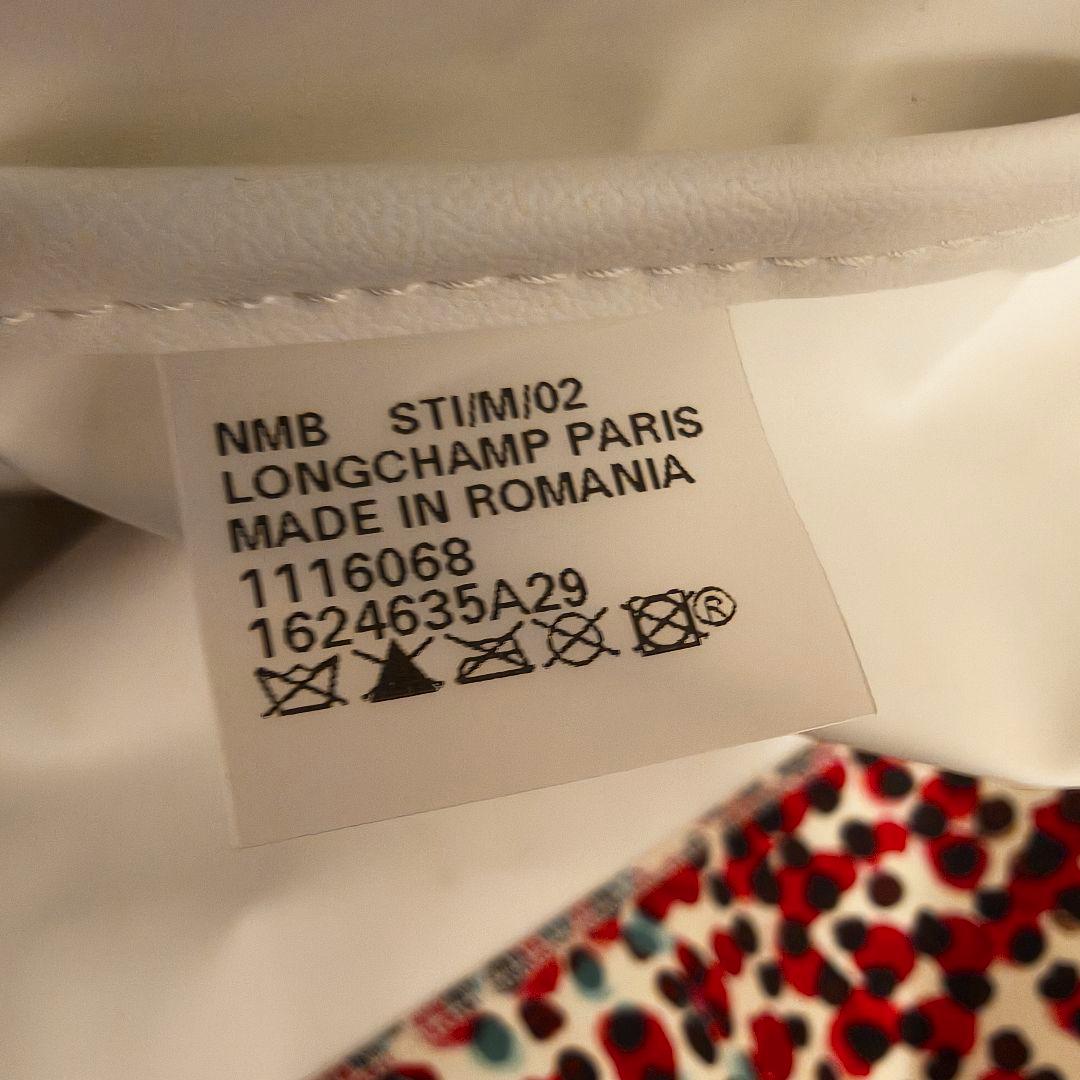 NMB STI/M/02
LONGCHAMP PARIS
MADE IN ROMANIA
1116068
1624635A29
®